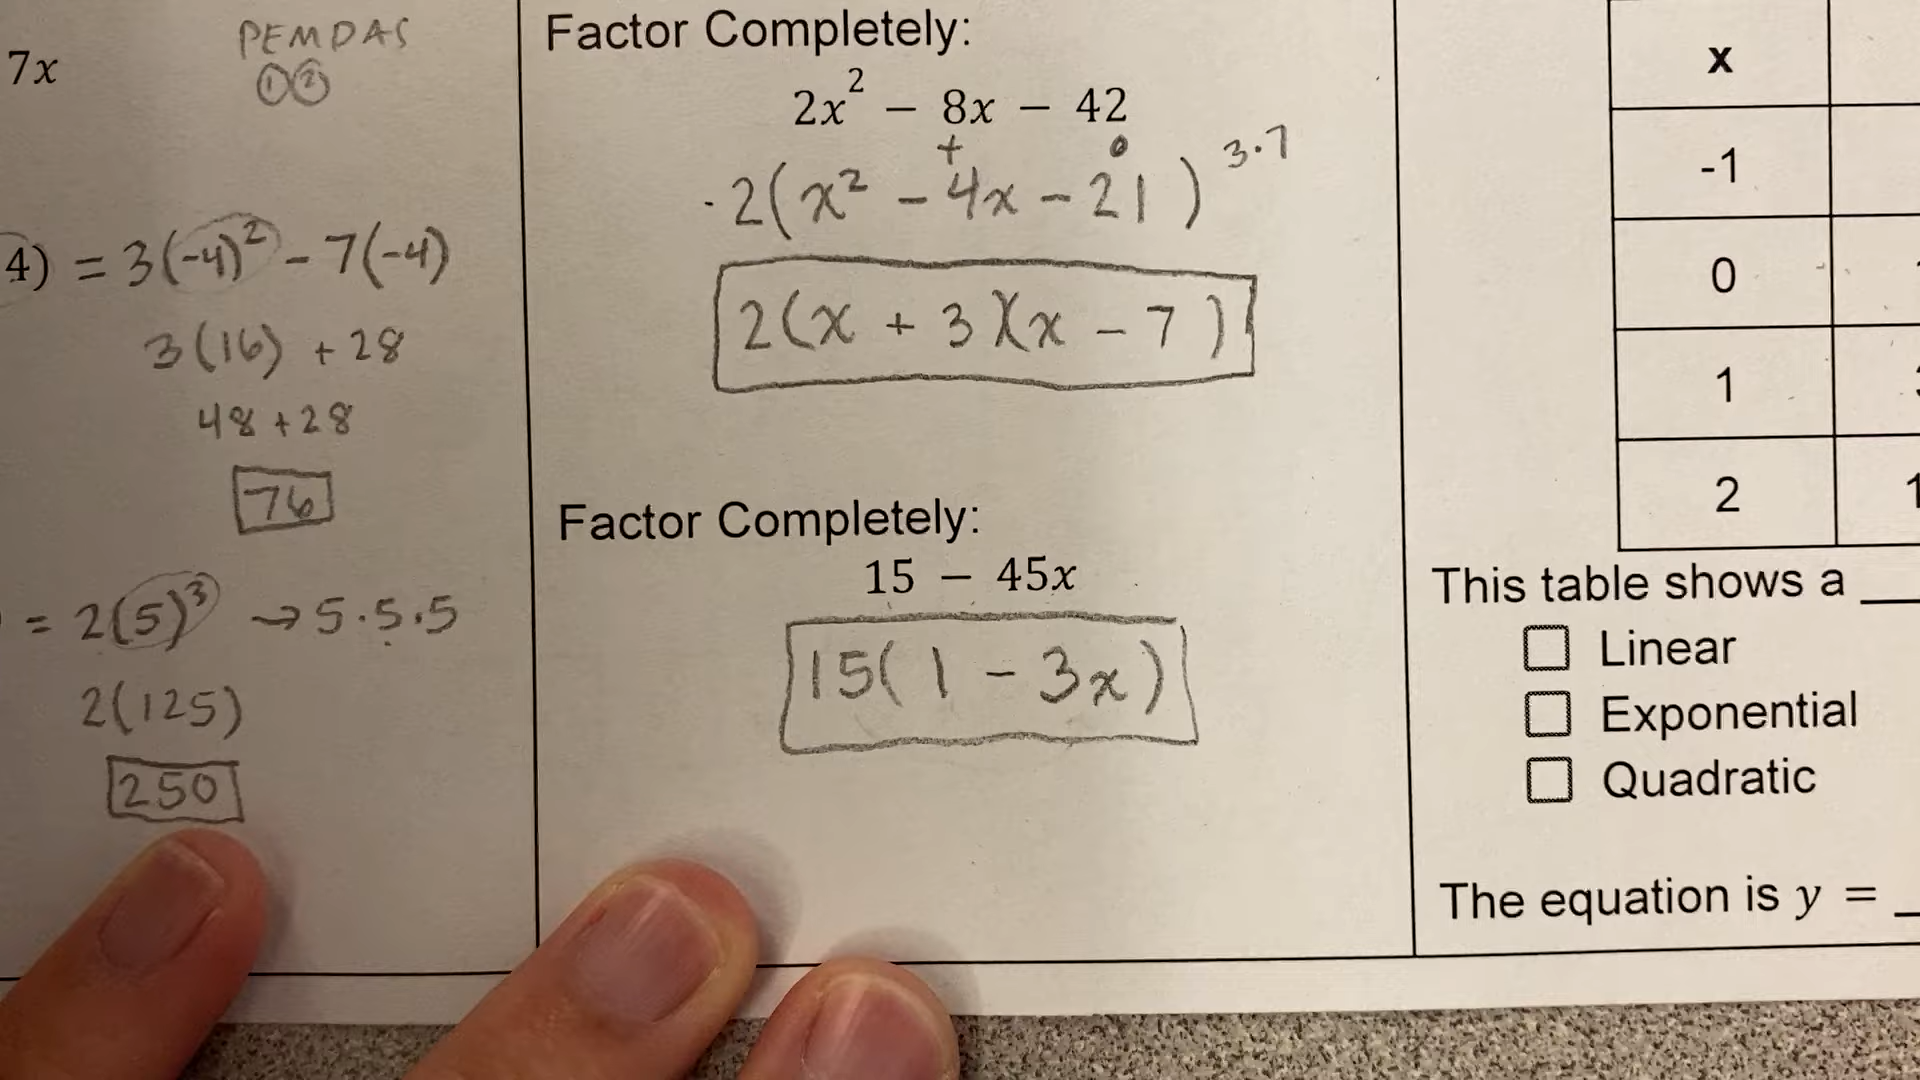 7x
PEMDAS
① ②
4) = 3(-4)² - 7(-4)
3(16) + 28
48 + 28
76
= 2(5)³ → 5·5·5
2(125)
250
Factor Completely:
2x² − 8x − 42
+ •
·2(x² - 4x - 21) 3·7
2(x + 3)(x - 7)
Factor Completely:
15 − 45x
15(1 - 3x)
x
-1
0
1
2
This table shows a ___
Linear
Exponential
Quadratic
The equation is y = _